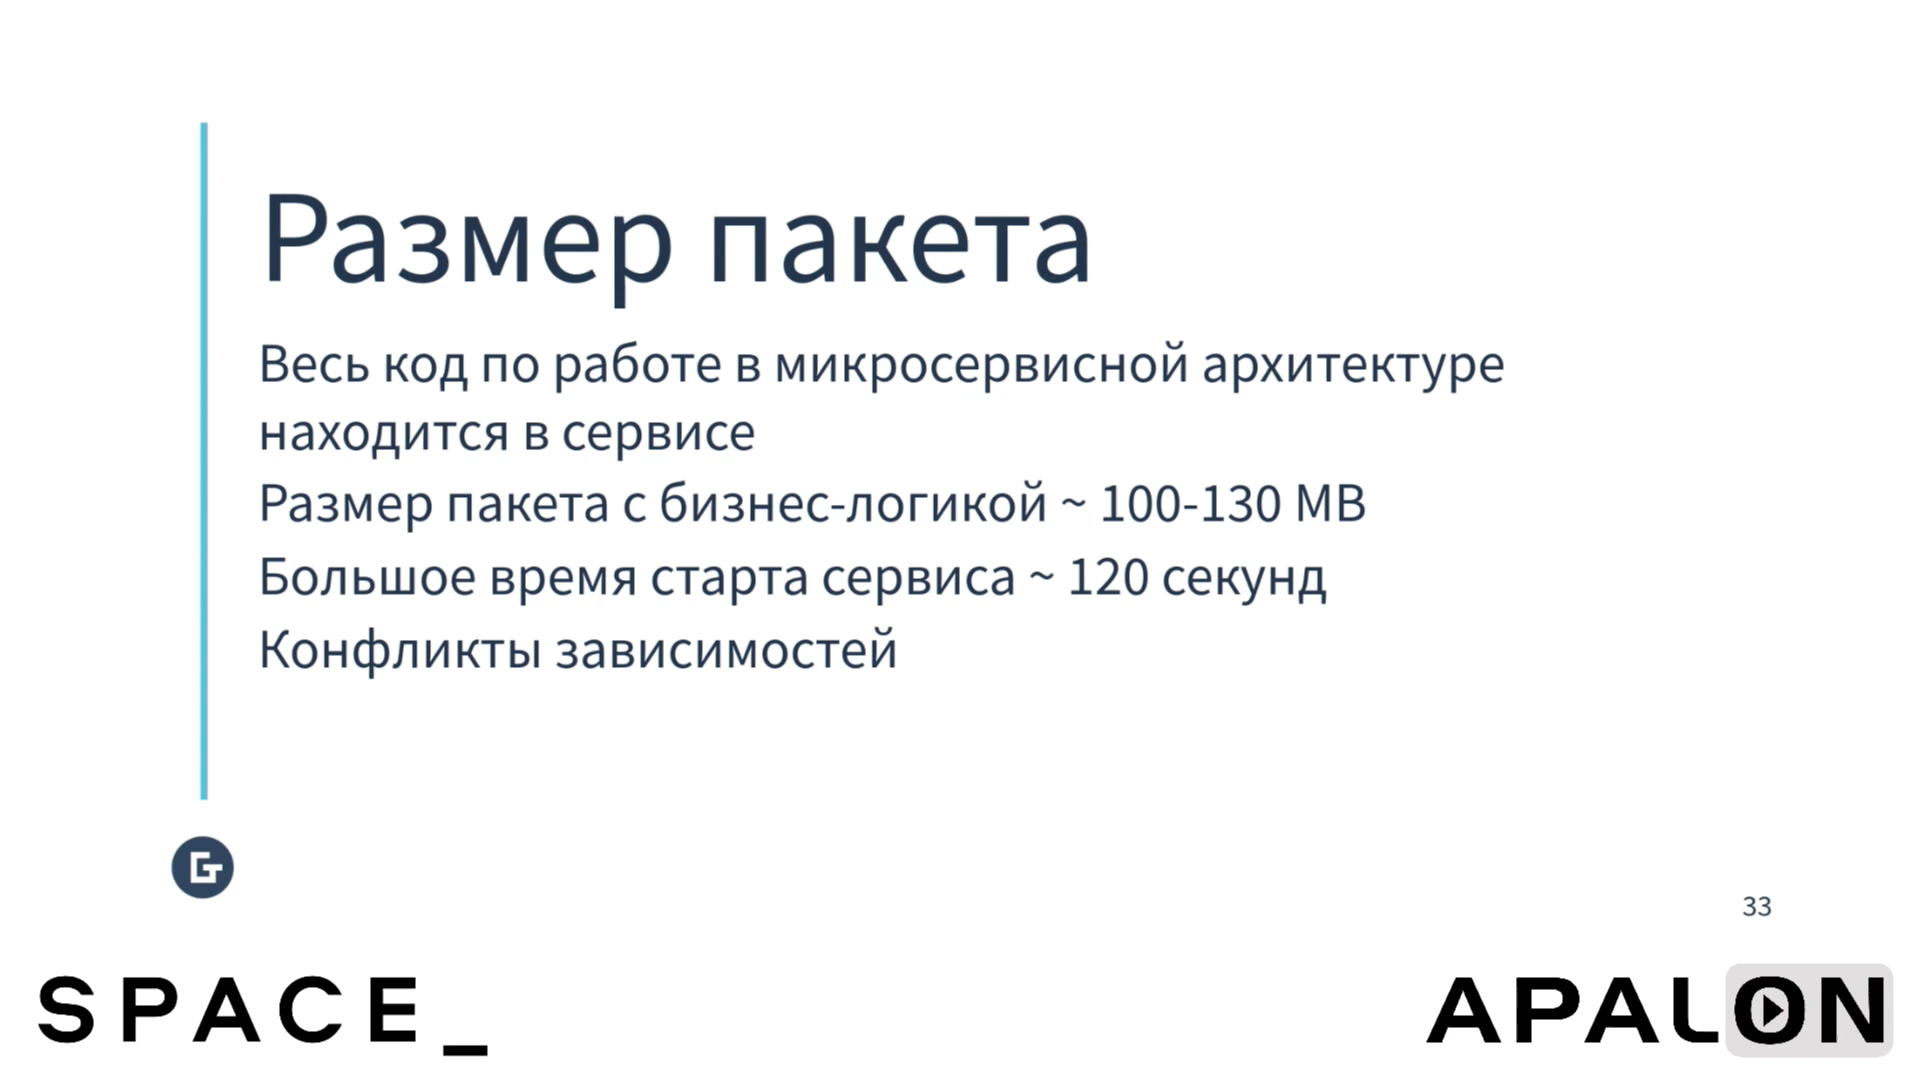 Размер пакета
Весь код по работе в микросервисной архитектуре
находится в сервисе
Размер пакета с бизнес-логикой ~ 100-130 MB
Большое время старта сервиса ~ 120 секунд
Конфликты зависимостей
33
SPACE_
APALON